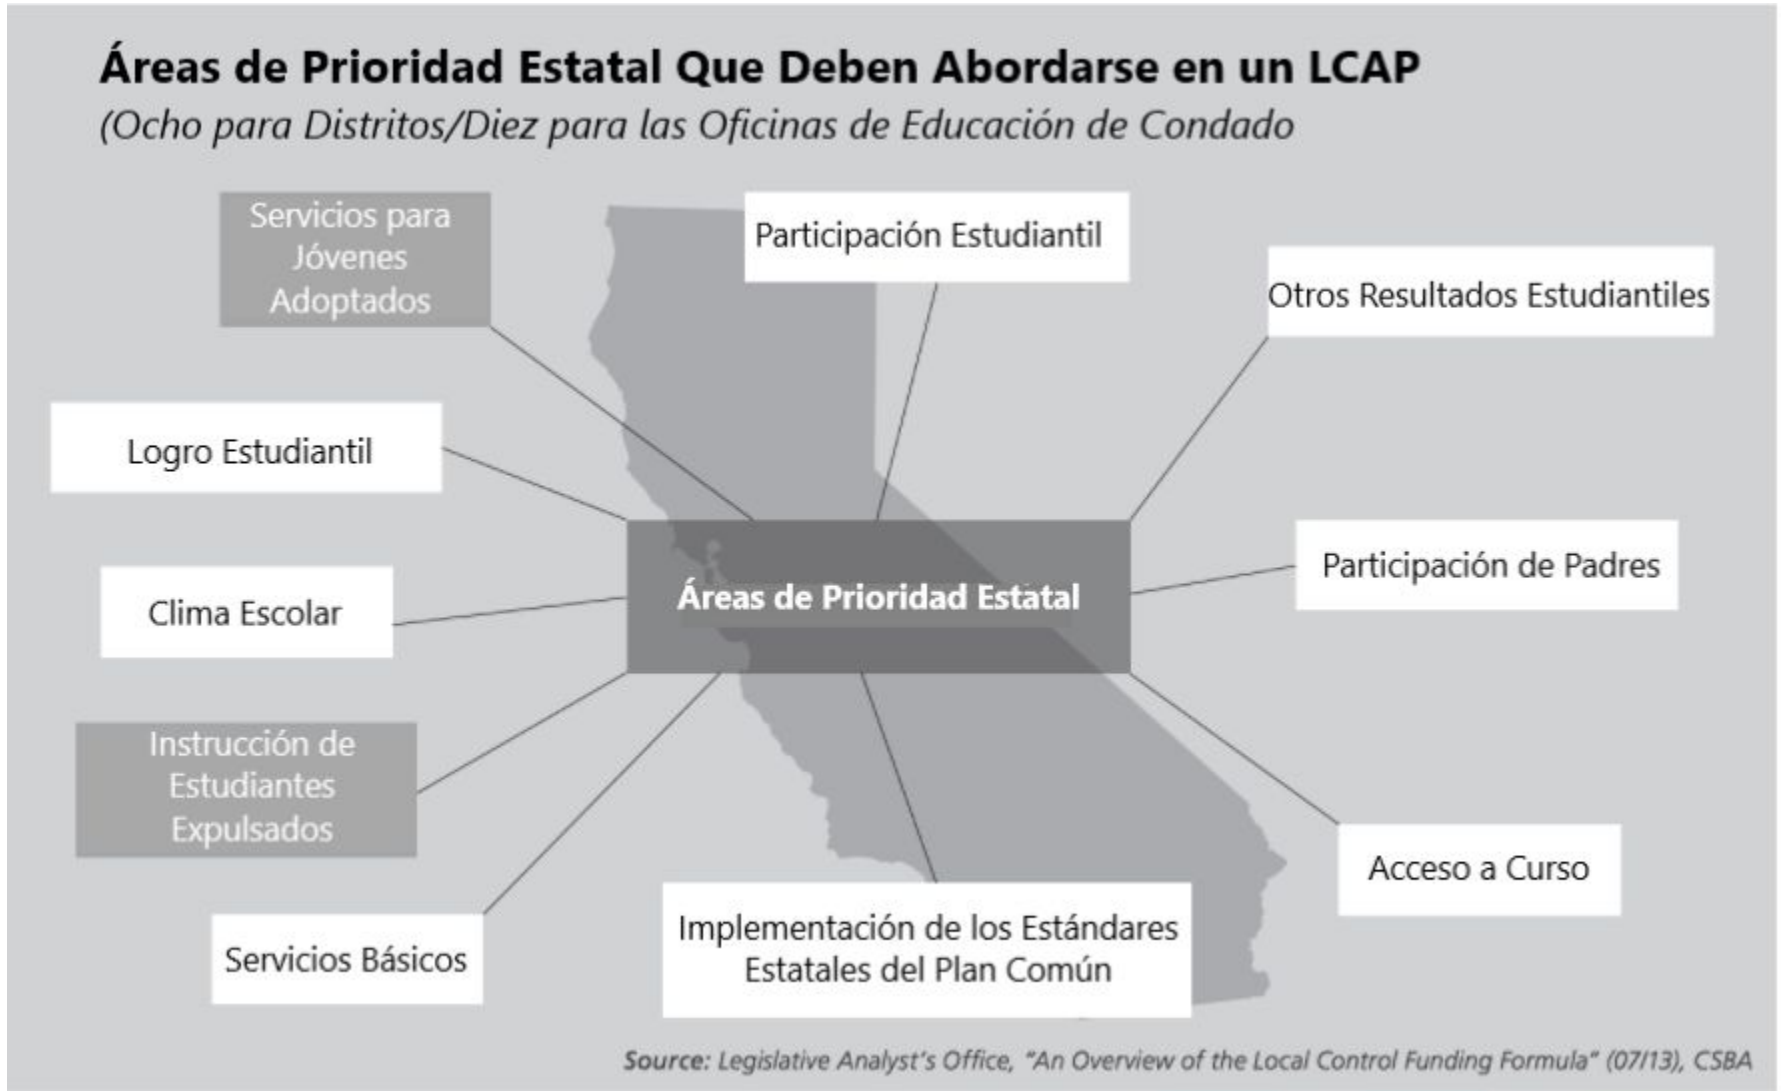 Áreas de Prioridad Estatal Que Deben Abordarse en un LCAP
(Ocho para Distritos/Diez para las Oficinas de Educación de Condado
Servicios para
Jóvenes
Adoptados
Participación Estudiantil
Otros Resultados Estudiantiles
Logro Estudiantil
Participación de Padres
Áreas de Prioridad Estatal
Clima Escolar
Instrucción de
Estudiantes
Expulsados
Acceso a Curso
Servicios Básicos
Implementación de los Estándares
Estatales del Plan Común
Source: Legislative Analyst's Office, "An Overview of the Local Control Funding Formula" (07/13), CSBA